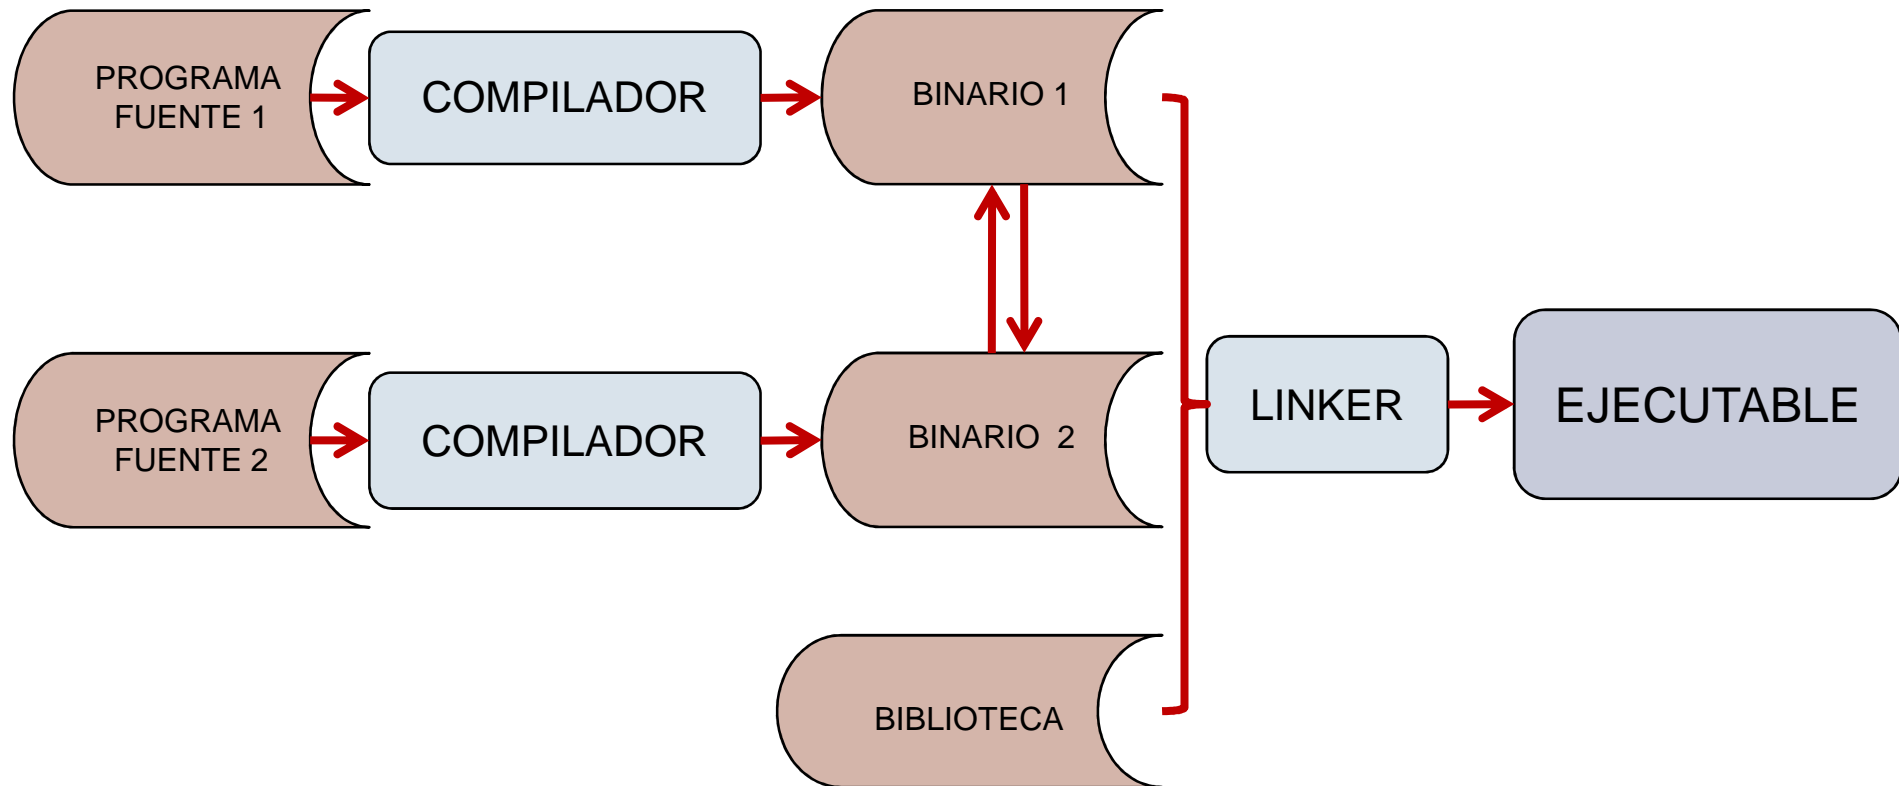 PROGRAMA
FUENTE 1
COMPILADOR
BINARIO 1
PROGRAMA
FUENTE 2
COMPILADOR
BINARIO 2
LINKER
EJECUTABLE
BIBLIOTECA